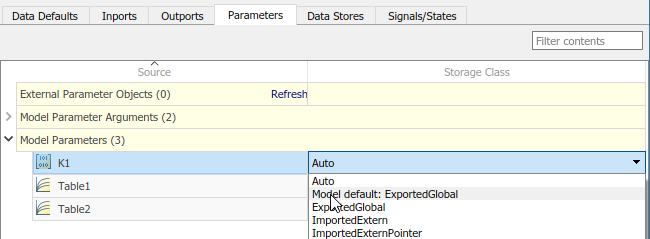 Data Defaults Inports Outports Parameters Data Stores Signals/States
Filter contents
Source Storage Class
External Parameter Objects (0) Refresh
Model Parameter Arguments (2)
Model Parameters (3)
K1 Auto
Auto
Table1
Model default: ExportedGlobal
ExportedGlobal
Table2
ImportedExtern
ImportedExternPointer